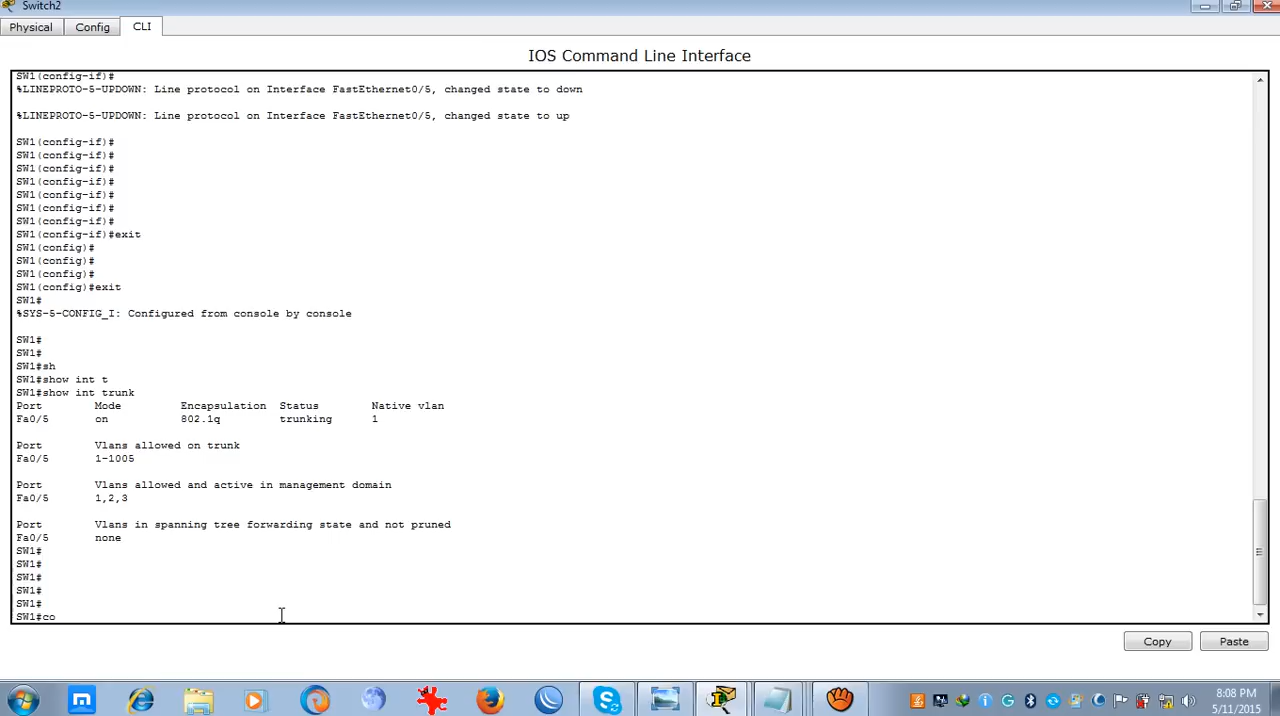 Switch2
Physical Config CLI
IOS Command Line Interface
SW1(config-if)#
%LINEPROTO-5-UPDOWN: Line protocol on Interface FastEthernet0/5, changed state to down
%LINEPROTO-5-UPDOWN: Line protocol on Interface FastEthernet0/5, changed state to up
SW1(config-if)#
SW1(config-if)#
SW1(config-if)#
SW1(config-if)#
SW1(config-if)#
SW1(config-if)#
SW1(config-if)#
SW1(config-if)#exit
SW1(config)#
SW1(config)#
SW1(config)#
SW1(config)#exit
SW1#
%SYS-5-CONFIG_I: Configured from console by console
SW1#
SW1#
SW1#sh
SW1#show int t
SW1#show int trunk
Port Mode Encapsulation Status Native vlan
Fa0/5 on 802.1q trunking 1
Port Vlans allowed on trunk
Fa0/5 1-1005
Port Vlans allowed and active in management domain
Fa0/5 1,2,3
Port Vlans in spanning tree forwarding state and not pruned
Fa0/5 none
SW1#
SW1#
SW1#
SW1#
SW1#
SW1#co
Copy Paste
8:08 PM
5/11/2015